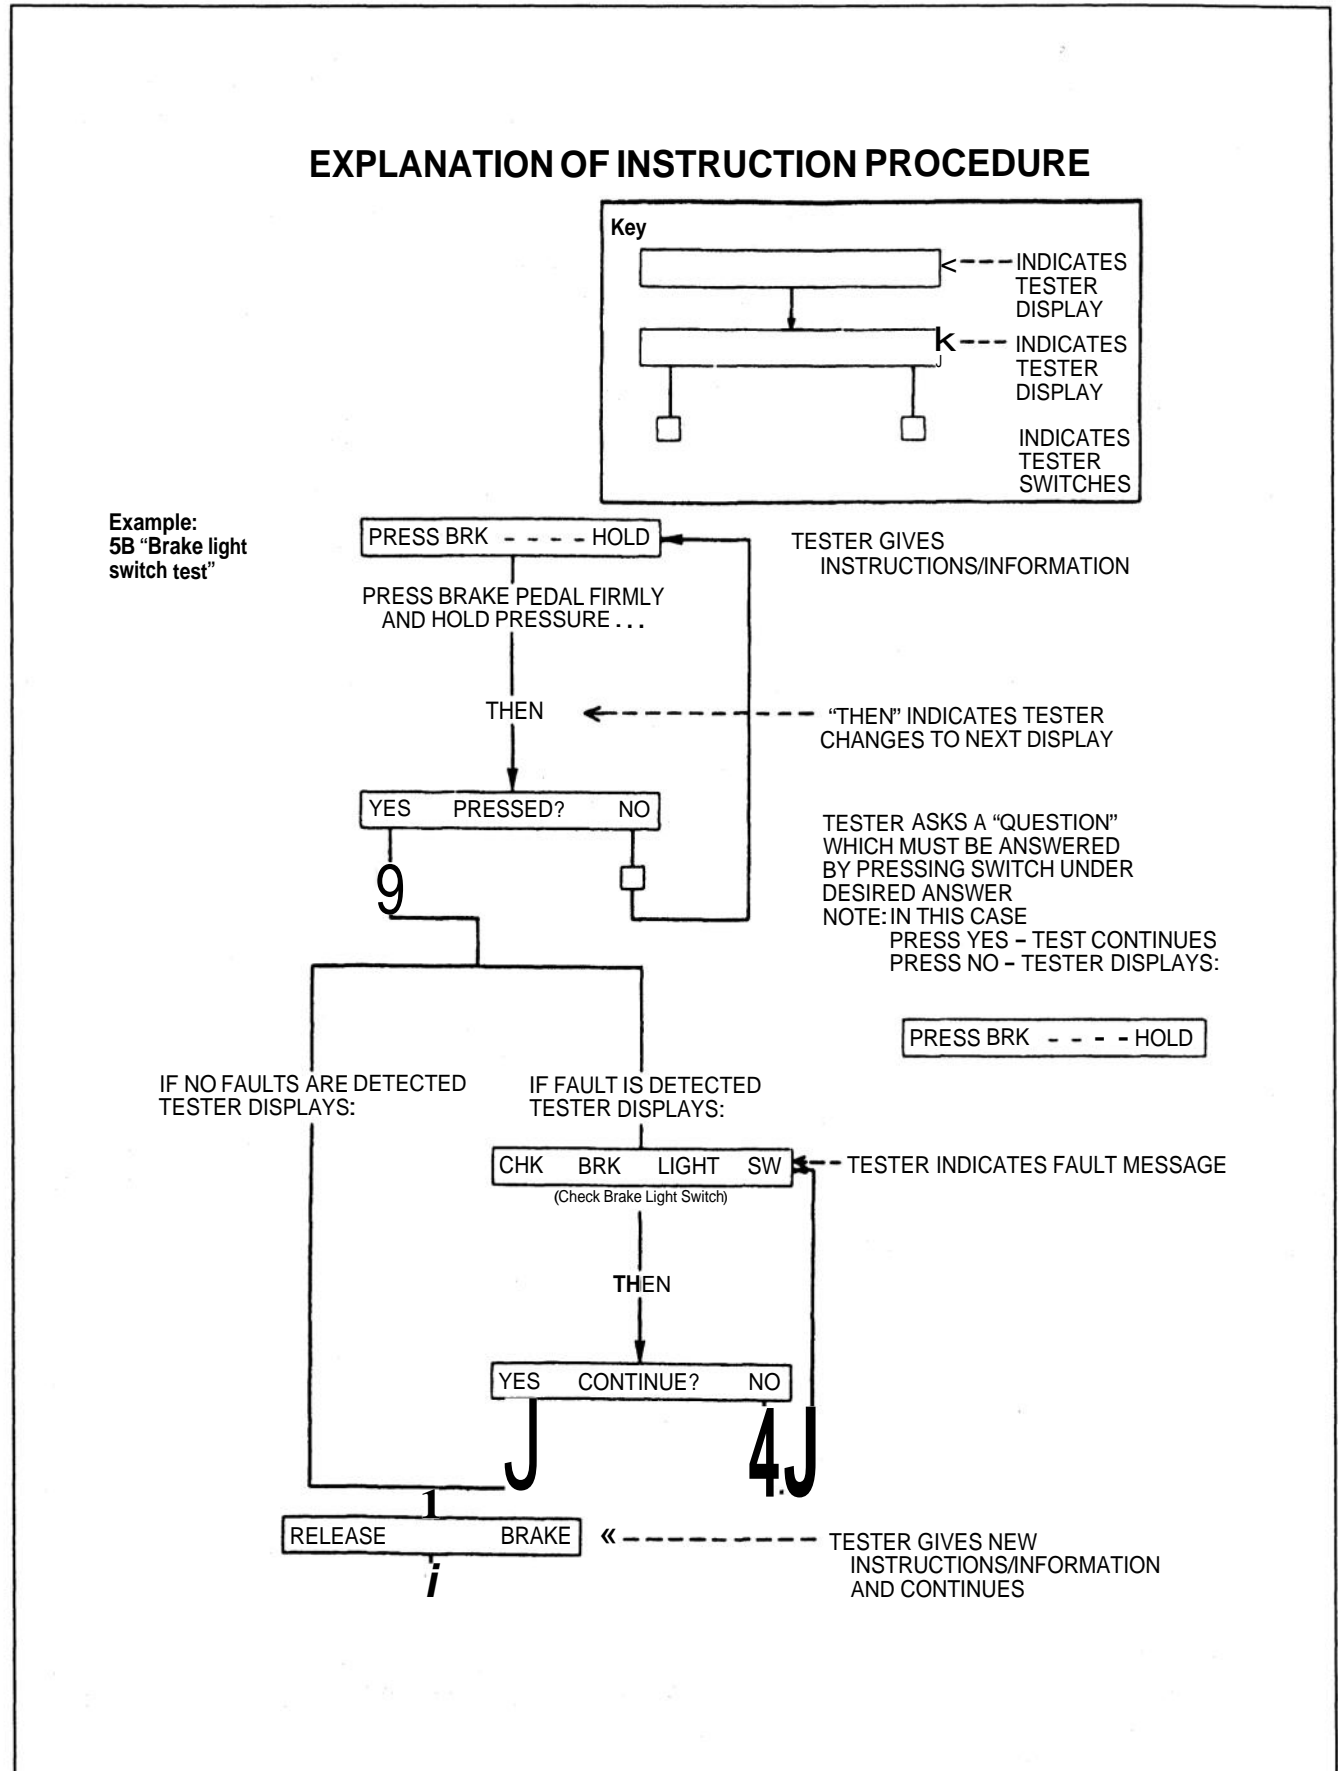 EXPLANATION OF INSTRUCTION PROCEDURE
Key
INDICATES
TESTER
DISPLAY
INDICATES
TESTER
DISPLAY
INDICATES
TESTER
SWITCHES
Example:
5B “Brake light
switch test”
PRESS BRK - - - - HOLD
TESTER GIVES
INSTRUCTIONS/INFORMATION
PRESS BRAKE PEDAL FIRMLY
AND HOLD PRESSURE . . .
THEN
“THEN” INDICATES TESTER
CHANGES TO NEXT DISPLAY
YES PRESSED? NO
9
TESTER ASKS A “QUESTION”
WHICH MUST BE ANSWERED
BY PRESSING SWITCH UNDER
DESIRED ANSWER
NOTE: IN THIS CASE
PRESS YES – TEST CONTINUES
PRESS NO – TESTER DISPLAYS:
PRESS BRK - - - - HOLD
IF NO FAULTS ARE DETECTED
TESTER DISPLAYS:
IF FAULT IS DETECTED
TESTER DISPLAYS:
CHK BRK LIGHT SW
TESTER INDICATES FAULT MESSAGE
(Check Brake Light Switch)
THEN
YES CONTINUE? NO
J 4.J
1
RELEASE BRAKE «
i
TESTER GIVES NEW
INSTRUCTIONS/INFORMATION
AND CONTINUES